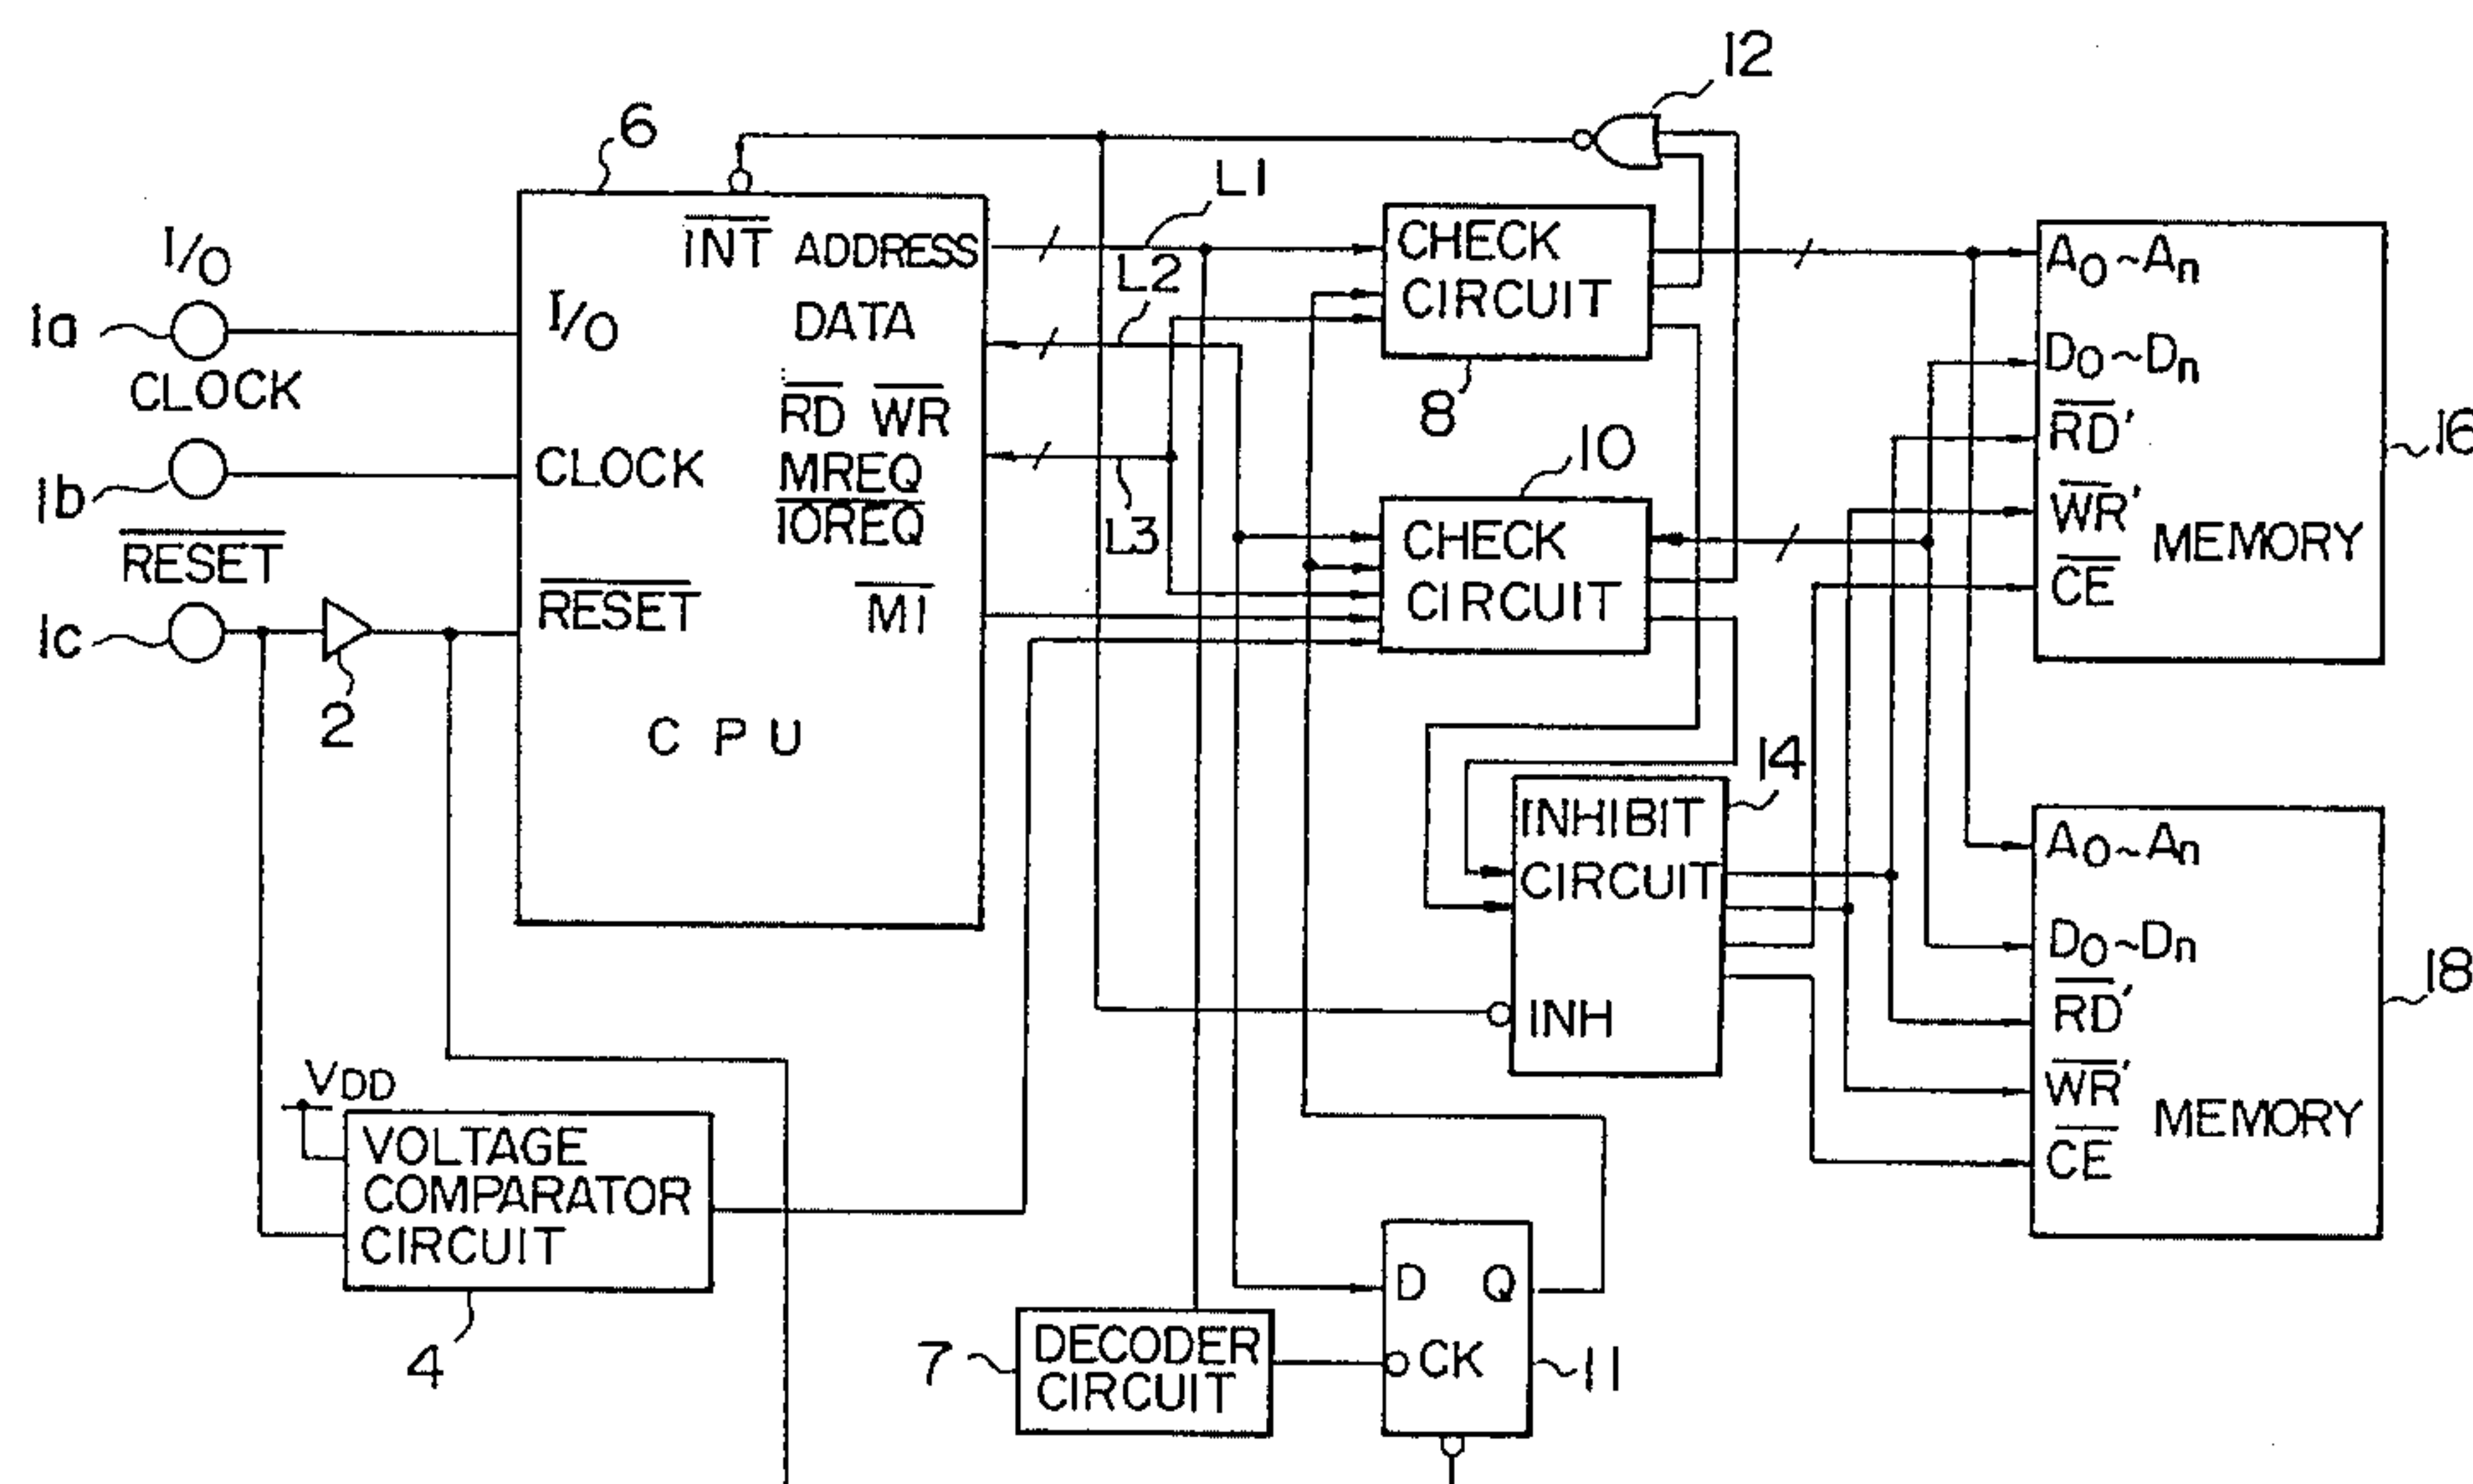 12
6
L1
I/O
INT ADDRESS
CHECK
CIRCUIT
A0~An
L2
1a
I/O
DATA
D0~Dn
CLOCK
RD WR
8
RD'
16
10
CLOCK
MREQ
1b
IOREQ
L3
WR'
RESET
CHECK
CIRCUIT
MEMORY
CE
RESET
M1
1c
2
CPU
14
INHIBIT
CIRCUIT
A0~An
D0~Dn
18
INH
RD'
VDD
WR'
VOLTAGE
COMPARATOR
CIRCUIT
MEMORY
CE
D Q
7
DECODER
CIRCUIT
CK
11
4